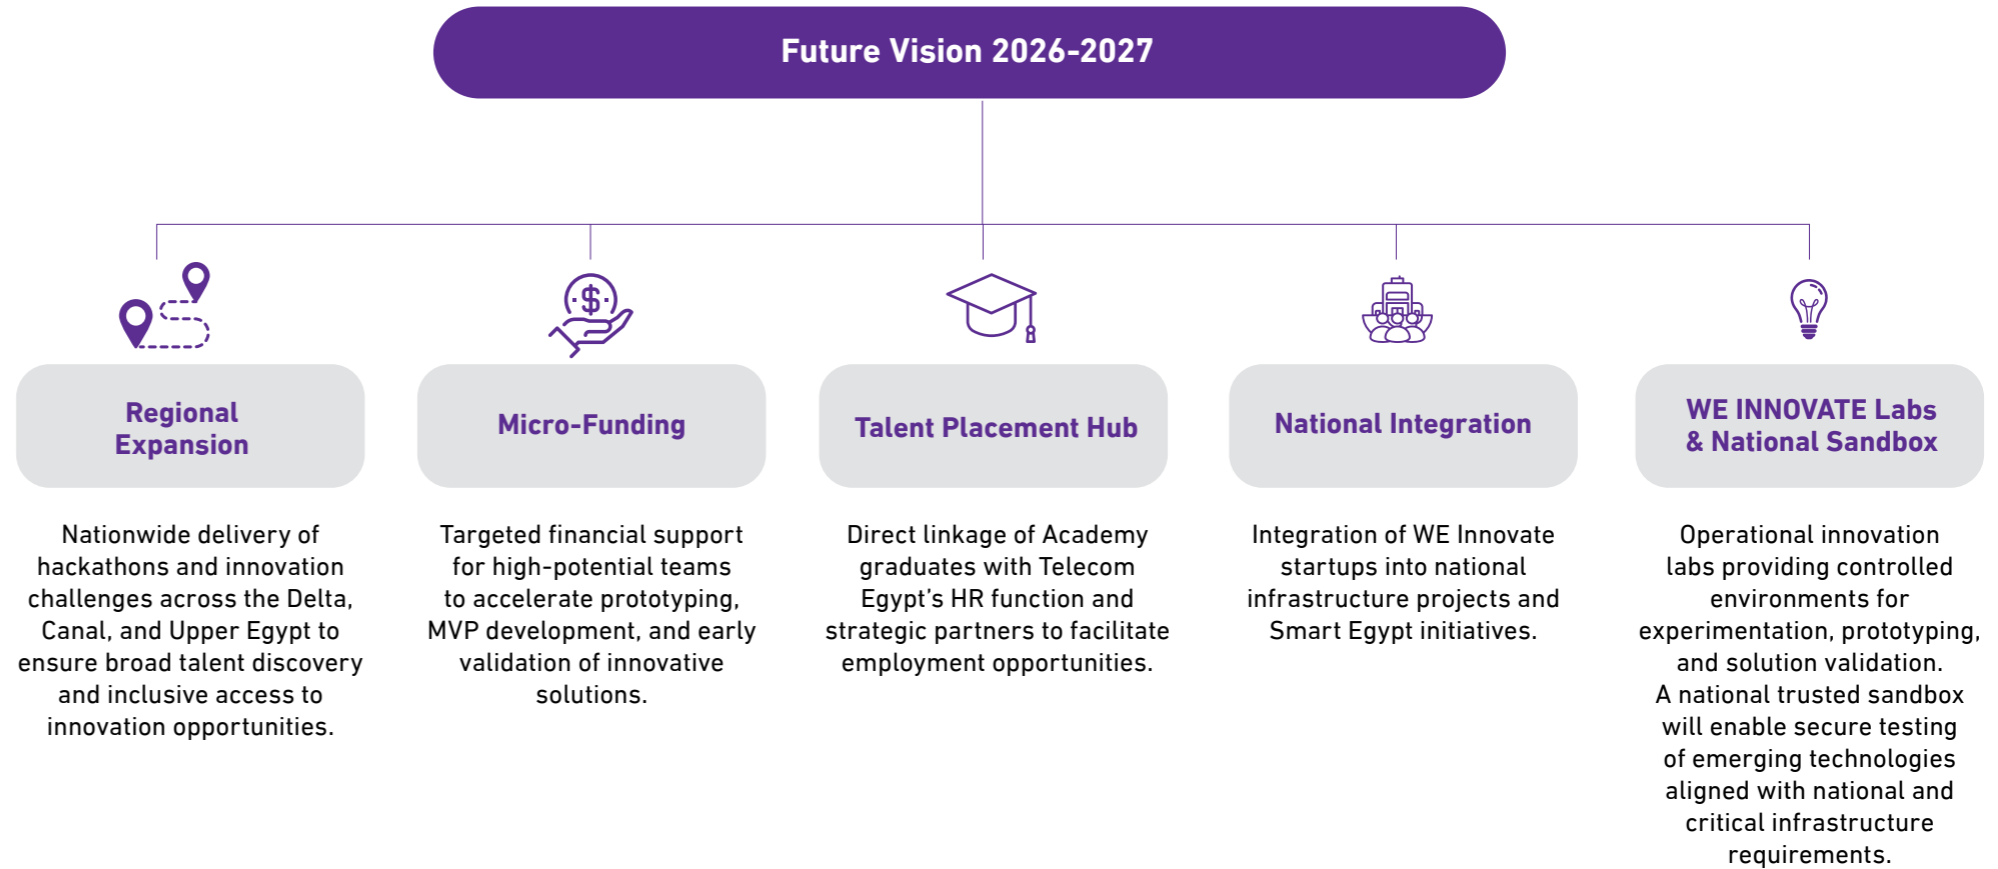 Future Vision 2026-2027
Regional
Expansion
Nationwide delivery of
hackathons and innovation
challenges across the Delta,
Canal, and Upper Egypt to
ensure broad talent discovery
and inclusive access to
innovation opportunities.
$
Micro-Funding
Targeted financial support
for high-potential teams
to accelerate prototyping,
MVP development, and early
validation of innovative
solutions.
Talent Placement Hub
Direct linkage of Academy
graduates with Telecom
Egypt’s HR function and
strategic partners to facilitate
employment opportunities.
National Integration
Integration of WE Innovate
startups into national
infrastructure projects and
Smart Egypt initiatives.
WE INNOVATE Labs
& National Sandbox
Operational innovation
labs providing controlled
environments for
experimentation, prototyping,
and solution validation.
A national trusted sandbox
will enable secure testing
of emerging technologies
aligned with national and
critical infrastructure
requirements.